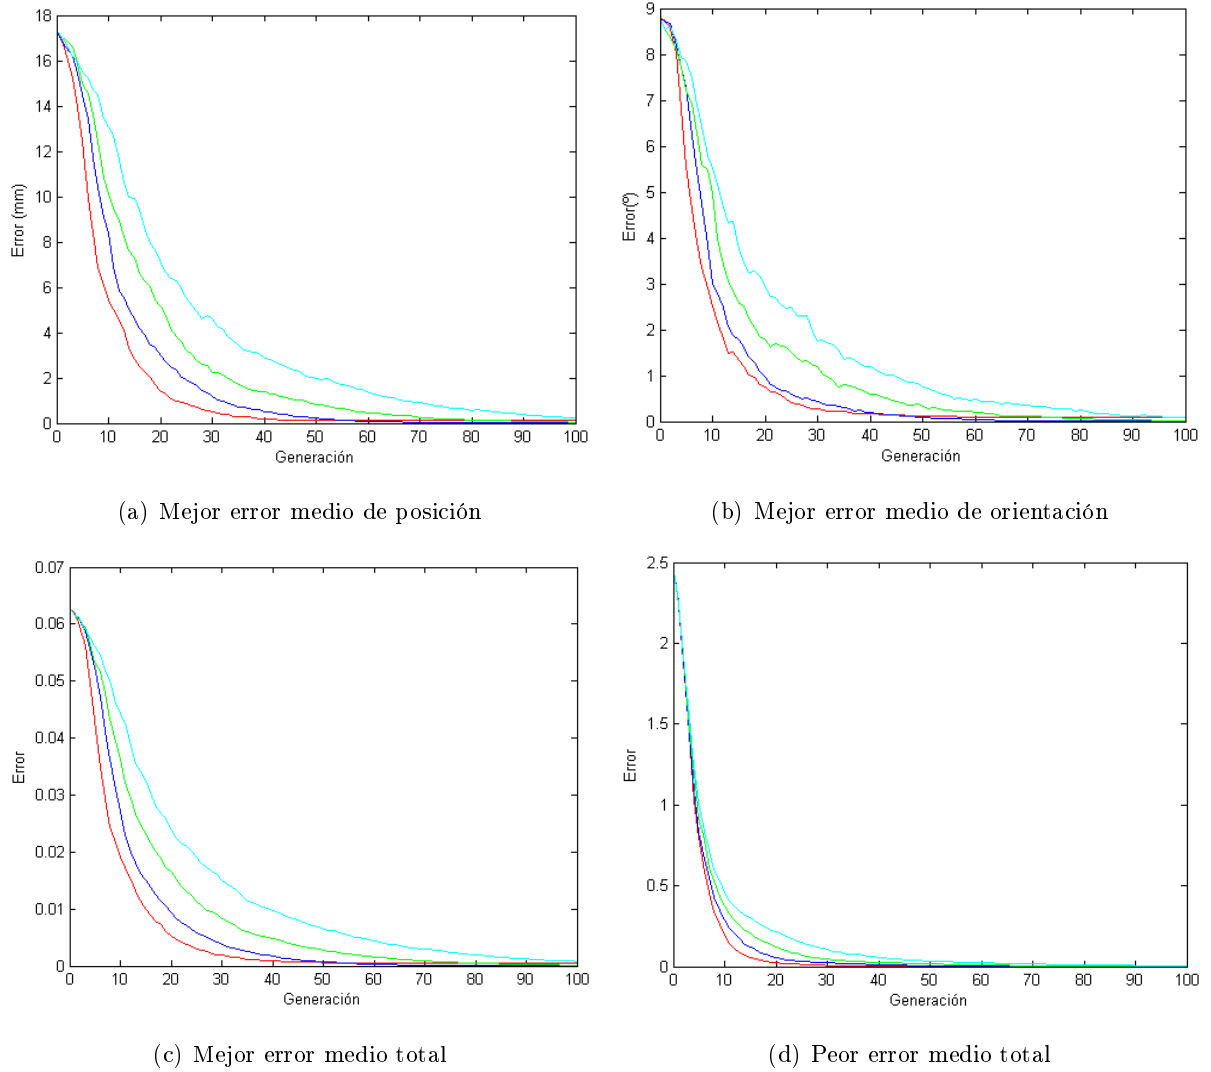 18
16
14
12
10
8
6
4
2
0
Error (mm)
0 10 20 30 40 50 60 70 80 90 100
Generación
(a) Mejor error medio de posición
9
8
7
6
5
4
3
2
1
0
Error(º)
0 10 20 30 40 50 60 70 80 90 100
Generación
(b) Mejor error medio de orientación
0.07
0.06
0.05
0.04
0.03
0.02
0.01
0
Error
0 10 20 30 40 50 60 70 80 90 100
Generación
(c) Mejor error medio total
2.5
2
1.5
1
0.5
0
Error
0 10 20 30 40 50 60 70 80 90 100
Generación
(d) Peor error medio total